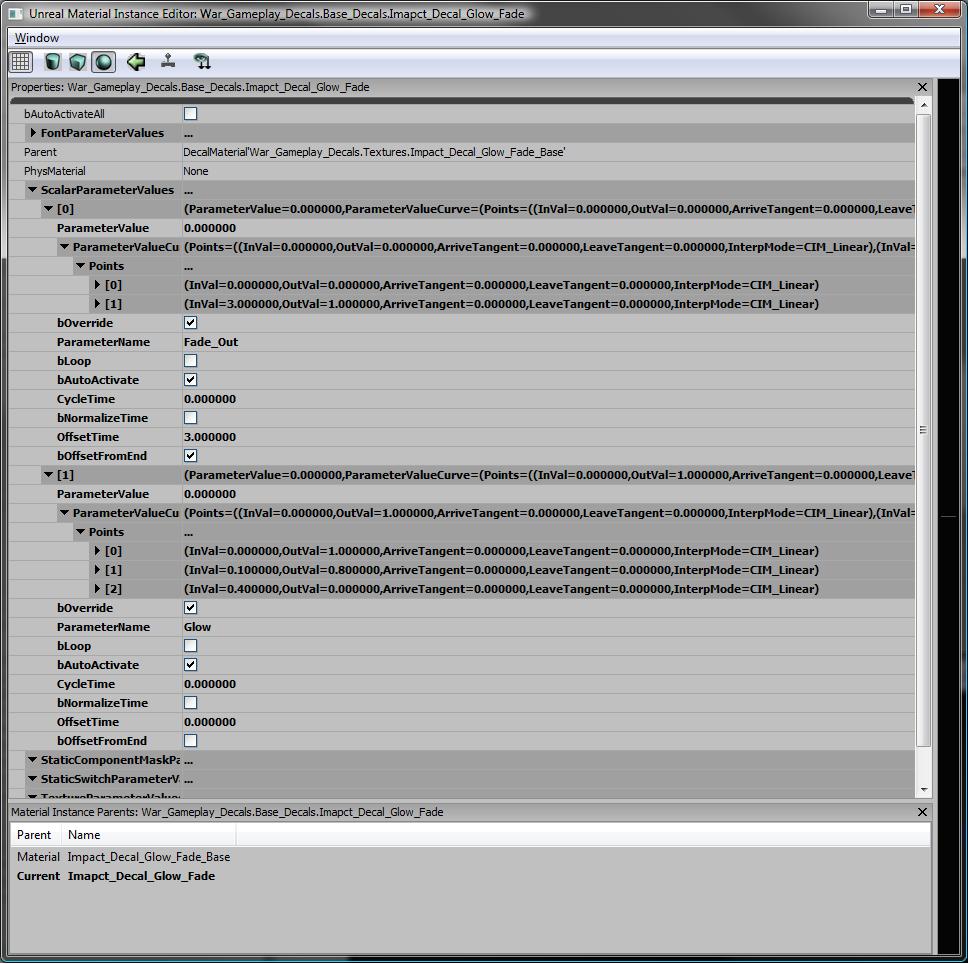 Unreal Material Instance Editor: War_Gameplay_Decals.Base_Decals.Imapct_Decal_Glow_Fade
Window
Properties: War_Gameplay_Decals.Base_Decals.Imapct_Decal_Glow_Fade
bAutoActivateAll
FontParameterValues ...
Parent DecalMaterial'War_Gameplay_Decals.Textures.Impact_Decal_Glow_Fade_Base'
PhysMaterial None
ScalarParameterValues ...
[0] (ParameterValue=0.000000,ParameterValueCurve=(Points=((InVal=0.000000,OutVal=0.000000,ArriveTangent=0.000000,LeaveT
ParameterValue 0.000000
ParameterValueCu (Points=((InVal=0.000000,OutVal=0.000000,ArriveTangent=0.000000,LeaveTangent=0.000000,InterpMode=CIM_Linear),(InVal=
Points ...
[0] (InVal=0.000000,OutVal=0.000000,ArriveTangent=0.000000,LeaveTangent=0.000000,InterpMode=CIM_Linear)
[1] (InVal=3.000000,OutVal=1.000000,ArriveTangent=0.000000,LeaveTangent=0.000000,InterpMode=CIM_Linear)
bOverride
ParameterName Fade_Out
bLoop
bAutoActivate
CycleTime 0.000000
bNormalizeTime
OffsetTime 3.000000
bOffsetFromEnd
[1] (ParameterValue=0.000000,ParameterValueCurve=(Points=((InVal=0.000000,OutVal=1.000000,ArriveTangent=0.000000,LeaveT
ParameterValue 0.000000
ParameterValueCu (Points=((InVal=0.000000,OutVal=1.000000,ArriveTangent=0.000000,LeaveTangent=0.000000,InterpMode=CIM_Linear),(InVal=
Points ...
[0] (InVal=0.000000,OutVal=1.000000,ArriveTangent=0.000000,LeaveTangent=0.000000,InterpMode=CIM_Linear)
[1] (InVal=0.100000,OutVal=0.800000,ArriveTangent=0.000000,LeaveTangent=0.000000,InterpMode=CIM_Linear)
[2] (InVal=0.400000,OutVal=0.000000,ArriveTangent=0.000000,LeaveTangent=0.000000,InterpMode=CIM_Linear)
bOverride
ParameterName Glow
bLoop
bAutoActivate
CycleTime 0.000000
bNormalizeTime
OffsetTime 0.000000
bOffsetFromEnd
StaticComponentMaskPa ...
StaticSwitchParameterV ...
TextureParameterValues ...
Material Instance Parents: War_Gameplay_Decals.Base_Decals.Imapct_Decal_Glow_Fade
Parent Name
Material Impact_Decal_Glow_Fade_Base
Current Imapct_Decal_Glow_Fade